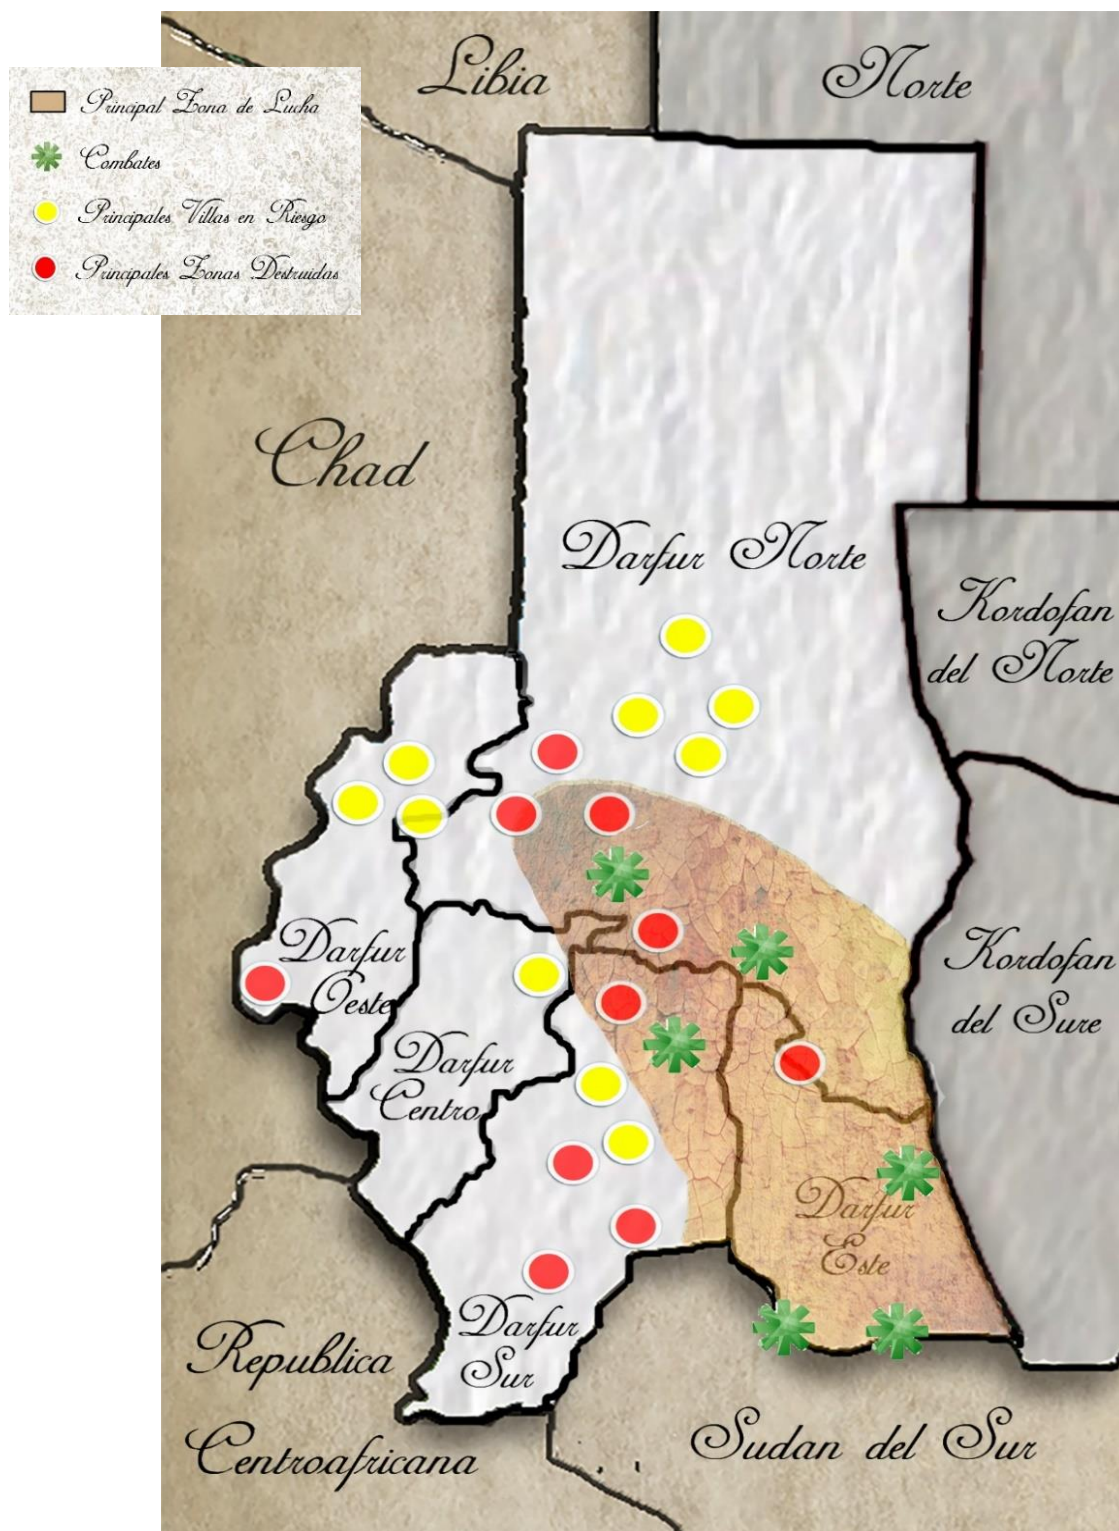 Libia
Norte
Principal Zona de Lucha
Combates
Principales Villas en Riesgo
Principales Zonas Destruidas
Chad
Darfur Norte
Kordofan
del Norte
Darfur
Oeste
Kordofan
del Sure
Darfur
Centro
Darfur
Este
Darfur
Sur
Republica
Centroafricana
Sudan del Sur